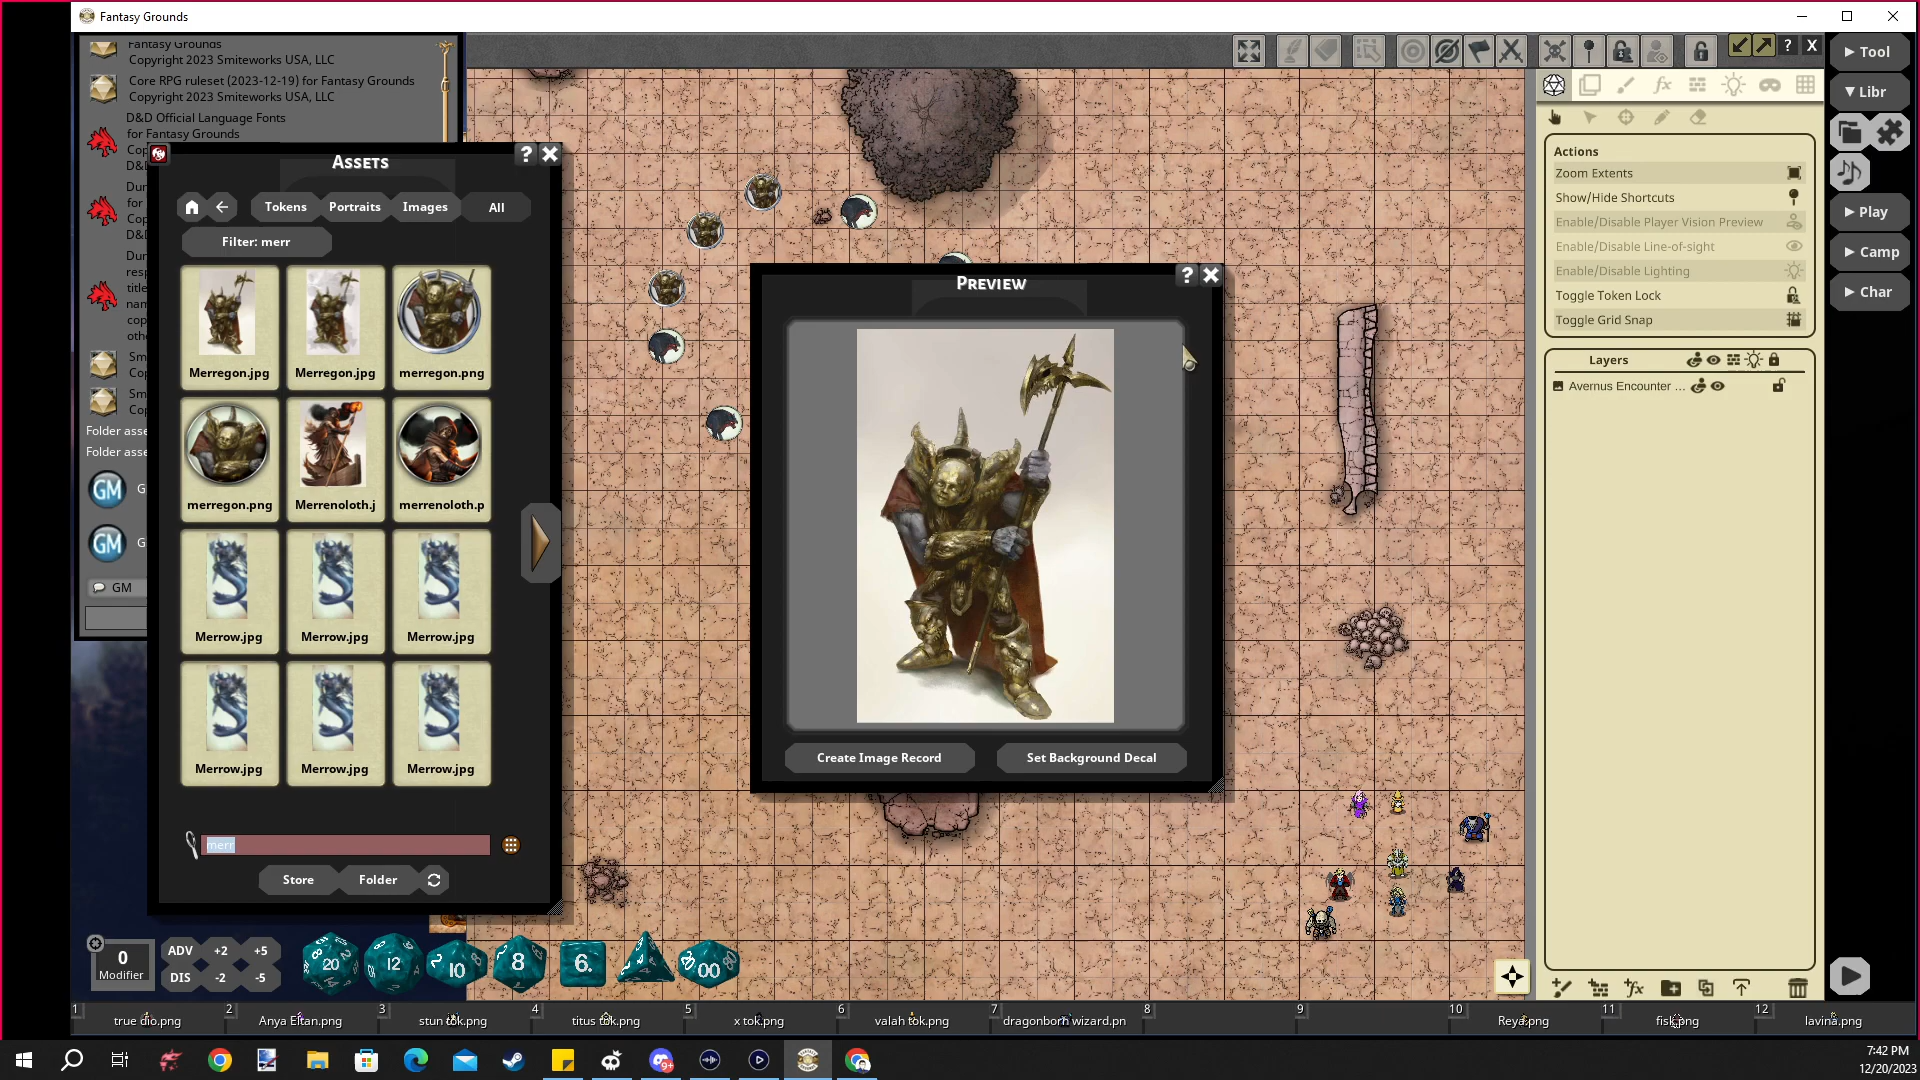 Fantasy Grounds
Fantasy Grounds
Copyright 2023 Smiteworks USA, LLC
Core RPG ruleset (2023-12-19) for Fantasy Grounds
Copyright 2023 Smiteworks USA, LLC
D&D Official Language Fonts
for Fantasy Grounds
Assets
? X
Tokens
Portraits
Images
All
Filter: merr
Merregon.jpg
Merregon.jpg
merregon.png
merregon.png
Merrenoloth.j
merrenoloth.p
Merrow.jpg
Merrow.jpg
Merrow.jpg
Merrow.jpg
Merrow.jpg
Merrow.jpg
merr
Store
Folder
Folder asse
Folder asse
GM
G
GM
G
GM
Preview
? X
Create Image Record
Set Background Decal
? X
Actions
Zoom Extents
Show/Hide Shortcuts
Enable/Disable Player Vision Preview
Enable/Disable Line-of-sight
Enable/Disable Lighting
Toggle Token Lock
Toggle Grid Snap
Layers
Avernus Encounter ...
Tool
Libr
Play
Camp
Char
0
Modifier
ADV
+2
+5
DIS
-2
-5
20
12
10
8
6.
00
1
true dio.png
2
Anya Eltan.png
3
stun tok.png
4
titus tok.png
5
x tok.png
6
valah tok.png
7
dragonborn wizard.pn
8
9
10
Reya.png
11
fisk.png
12
lavina.png
7:42 PM
12/20/2023